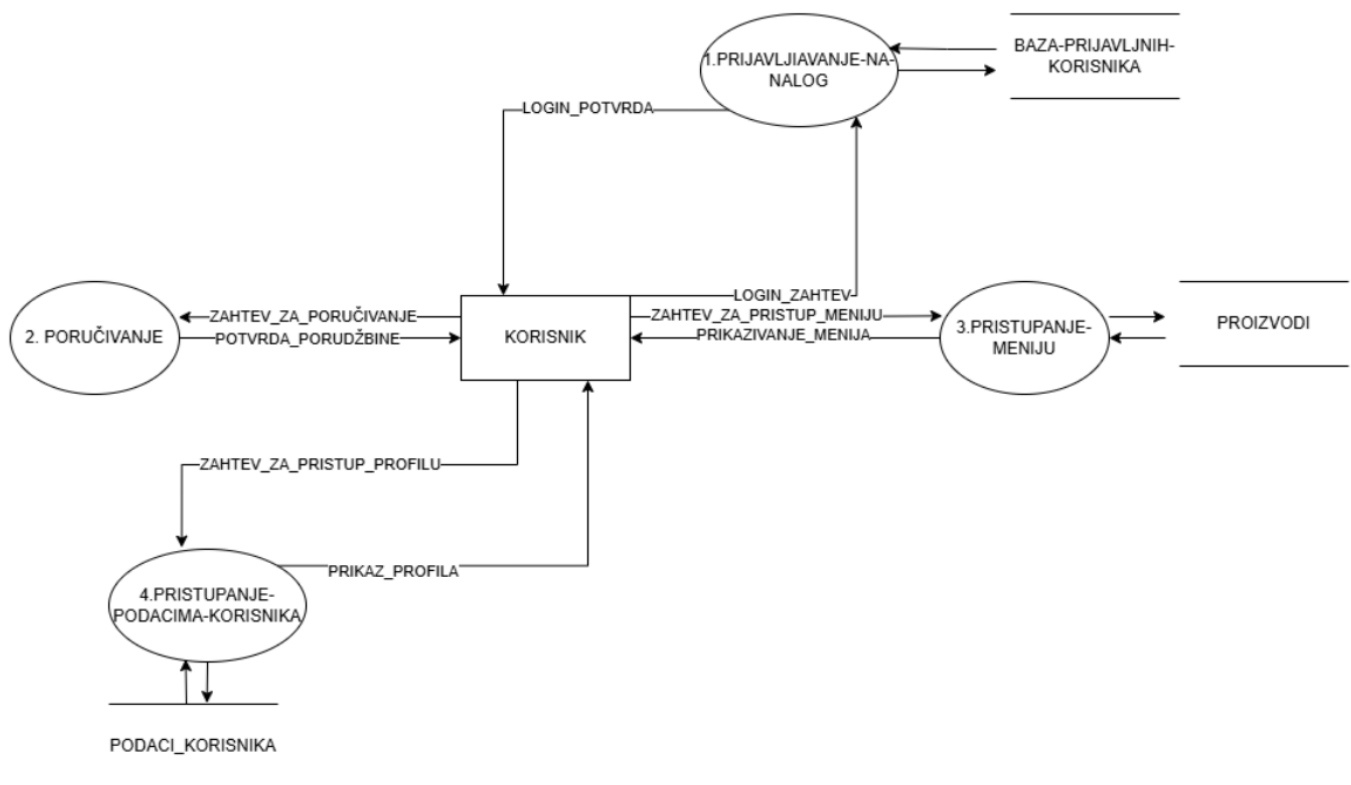 1.PRIJAVLJIAVANJE-NA-
NALOG
BAZA-PRIJAVLJNIH-
KORISNIKA
LOGIN_POTVRDA
LOGIN_ZAHTEV
ZAHTEV_ZA_PORUČIVANJE
ZAHTEV_ZA_PRISTUP_MENIJU
2. PORUČIVANJE
POTVRDA_PORUDŽBINE
KORISNIK
PRIKAZIVANJE_MENIJA
3.PRISTUPANJE-
MENIJU
PROIZVODI
ZAHTEV_ZA_PRISTUP_PROFILU
PRIKAZ_PROFILA
4.PRISTUPANJE-
PODACIMA-KORISNIKA
PODACI_KORISNIKA